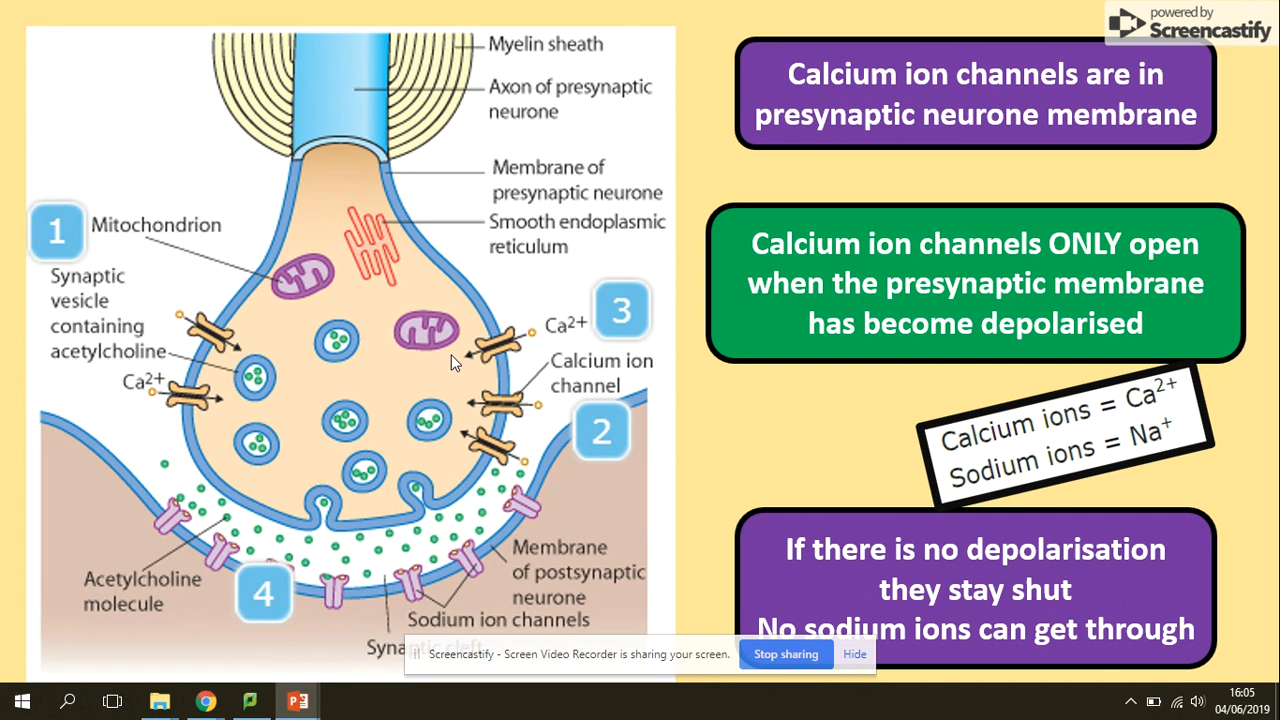 powered by
Screencastify
Myelin sheath
Axon of presynaptic
neurone
Membrane of
presynaptic neurone
Smooth endoplasmic
reticulum
1
Mitochondrion
Synaptic
vesicle
containing
acetylcholine
Ca2+
3
Ca2+
Calcium ion
channel
2
Acetylcholine
molecule
4
Membrane
of postsynaptic
neurone
Sodium ion channels
Synaptic cleft
Calcium ion channels are in
presynaptic neurone membrane
Calcium ion channels ONLY open
when the presynaptic membrane
has become depolarised
Calcium ions = Ca2+
Sodium ions = Na+
If there is no depolarisation
they stay shut
No sodium ions can get through
Screencastify - Screen Video Recorder is sharing your screen.
Stop sharing
Hide
16:05
04/06/2019